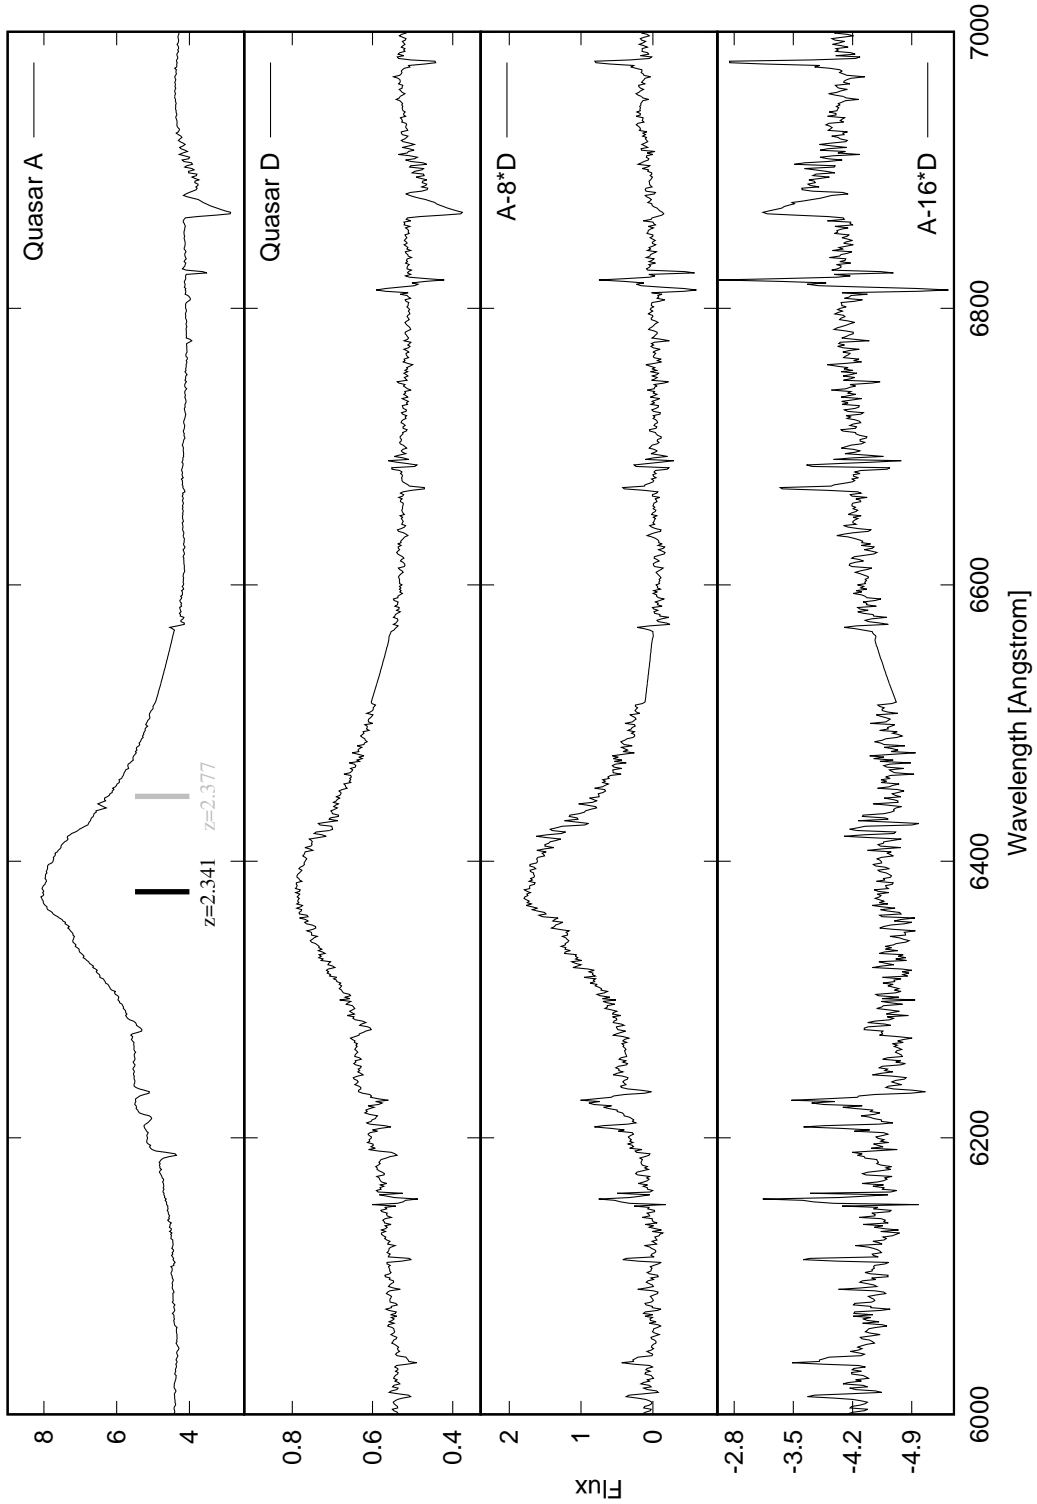 Quasar A
8
6
4
z=2.341
z=2.377
Quasar D
0.8
0.6
0.4
A-8*D
2
1
0
A-16*D
-2.8
-3.5
-4.2
-4.9
Flux
6000
6200
6400
6600
6800
7000
Wavelength [Angstrom]